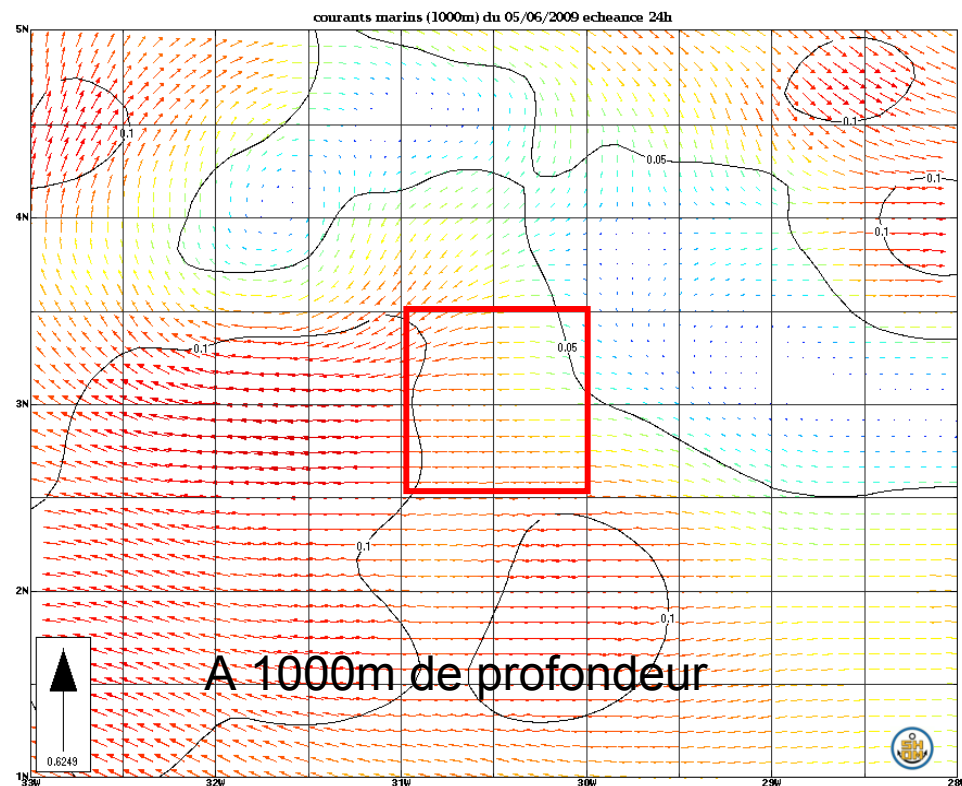 courants marins (1000m) du 05/06/2009 echeance 24h
5N
0.1
0.1
0.05
0.1
4N
0.1
0.1
0.05
3N
0.1
2N
0.1
A 1000m de profondeur
0.6249
SH
OM
1N
33W 32W 31W 30W 29W 28W